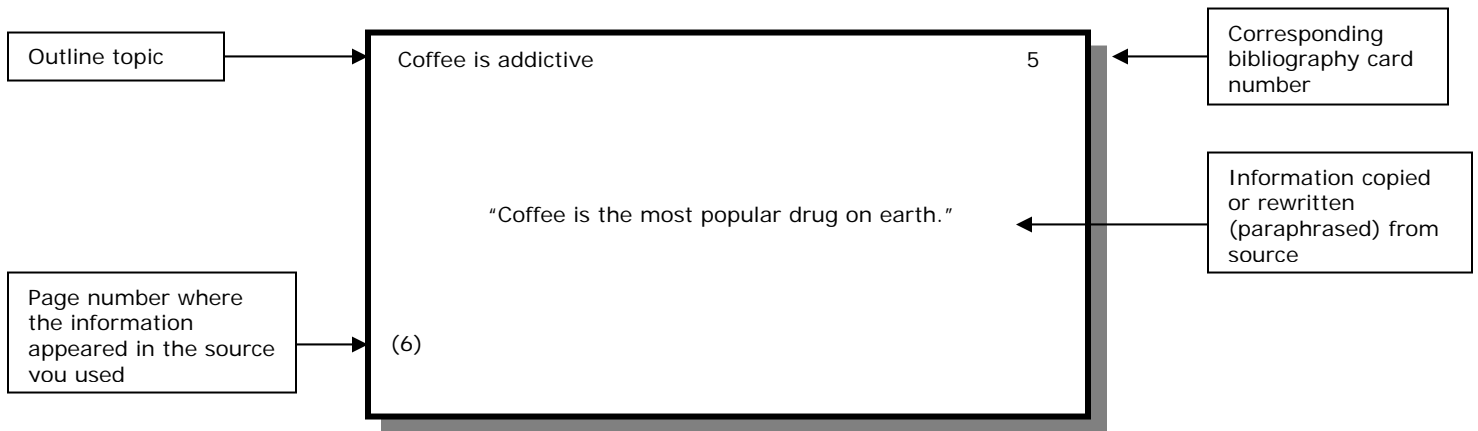 Outline topic
Coffee is addictive
5
Corresponding
bibliography card
number
"Coffee is the most popular drug on earth."
Information copied
or rewritten
(paraphrased) from
source
Page number where
the information
appeared in the source
you used
(6)